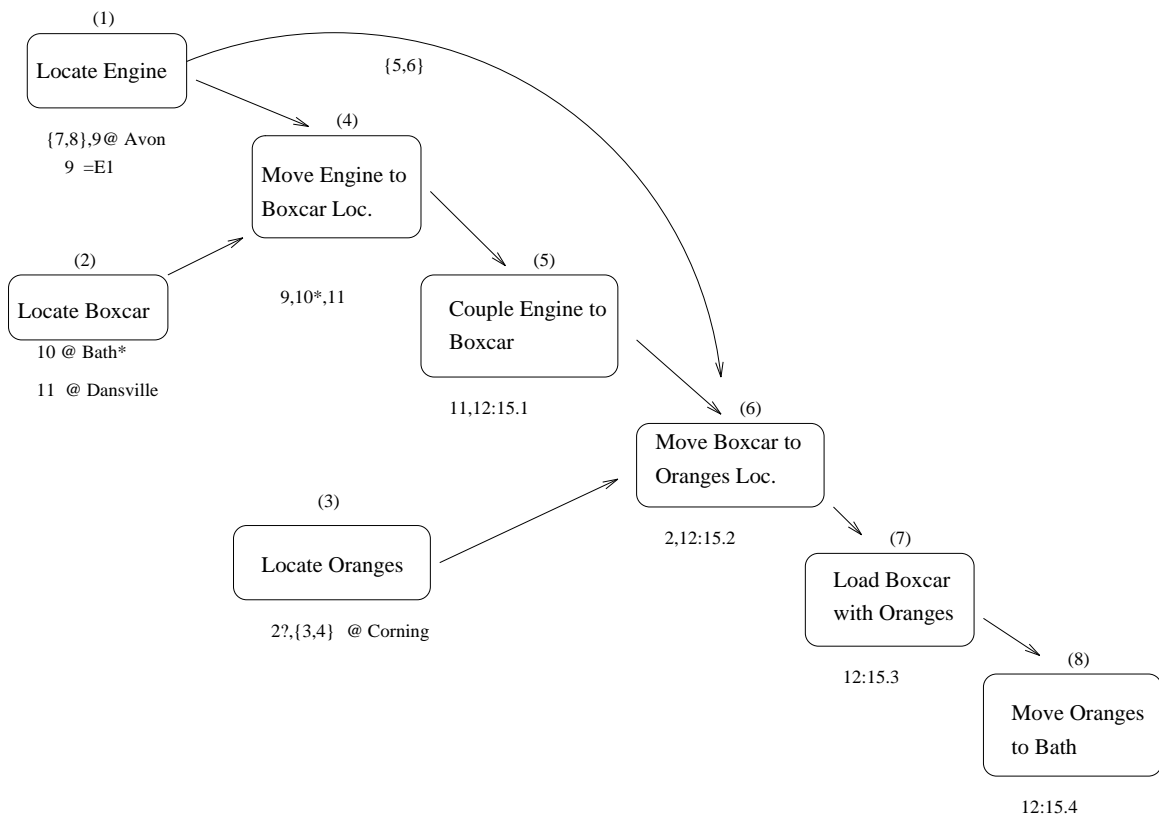 (1)
Locate Engine
{5,6}
{7,8},9@ Avon
9 =E1
(4)
Move Engine to
Boxcar Loc.
(2)
Locate Boxcar
10 @ Bath*
11 @ Dansville
9,10*,11
(5)
Couple Engine to
Boxcar
11,12:15.1
(6)
Move Boxcar to
Oranges Loc.
(3)
Locate Oranges
2?,{3,4} @ Corning
2,12:15.2
(7)
Load Boxcar
with Oranges
12:15.3
(8)
Move Oranges
to Bath
12:15.4